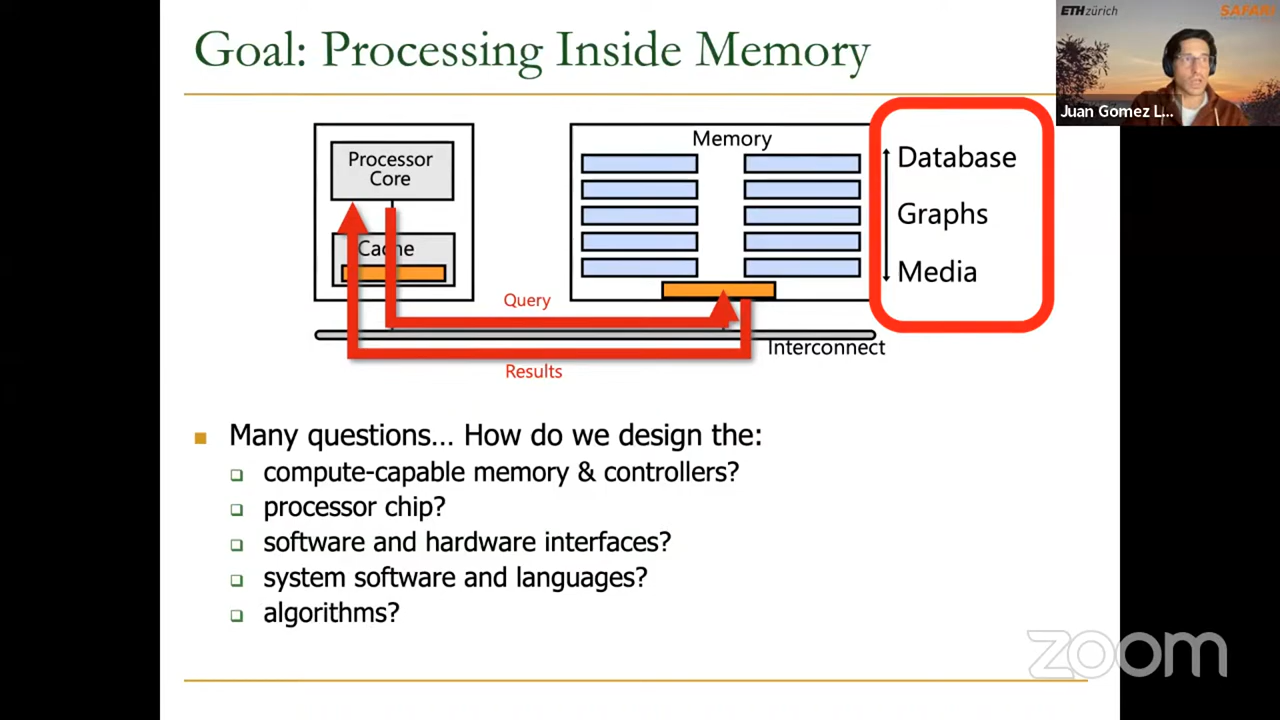 Goal: Processing Inside Memory
ETHzürich
SAFARI
Juan Gomez L...
Processor
Core
Cache
Memory
Database
Graphs
Media
Query
Interconnect
Results
Many questions... How do we design the:
compute-capable memory & controllers?
processor chip?
software and hardware interfaces?
system software and languages?
algorithms?
zoom